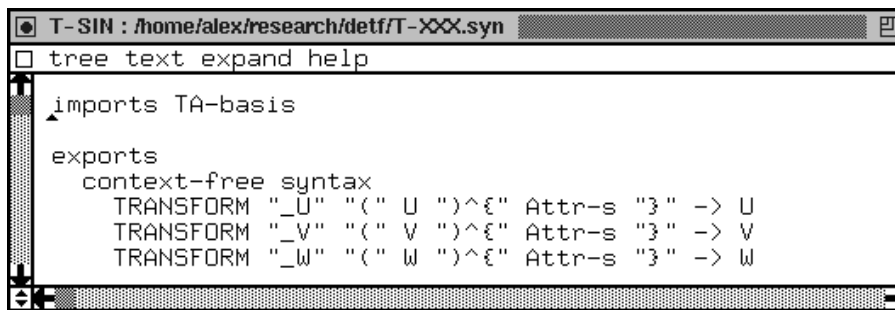 T-SIN : /home/alex/research/detf/T-XXX.syn
tree text expand help
imports TA-basis
exports
context-free syntax
TRANSFORM "_U" "(" U ")^{" Attr-s "}" -> U
TRANSFORM "_V" "(" V ")^{" Attr-s "}" -> V
TRANSFORM "_W" "(" W ")^{" Attr-s "}" -> W